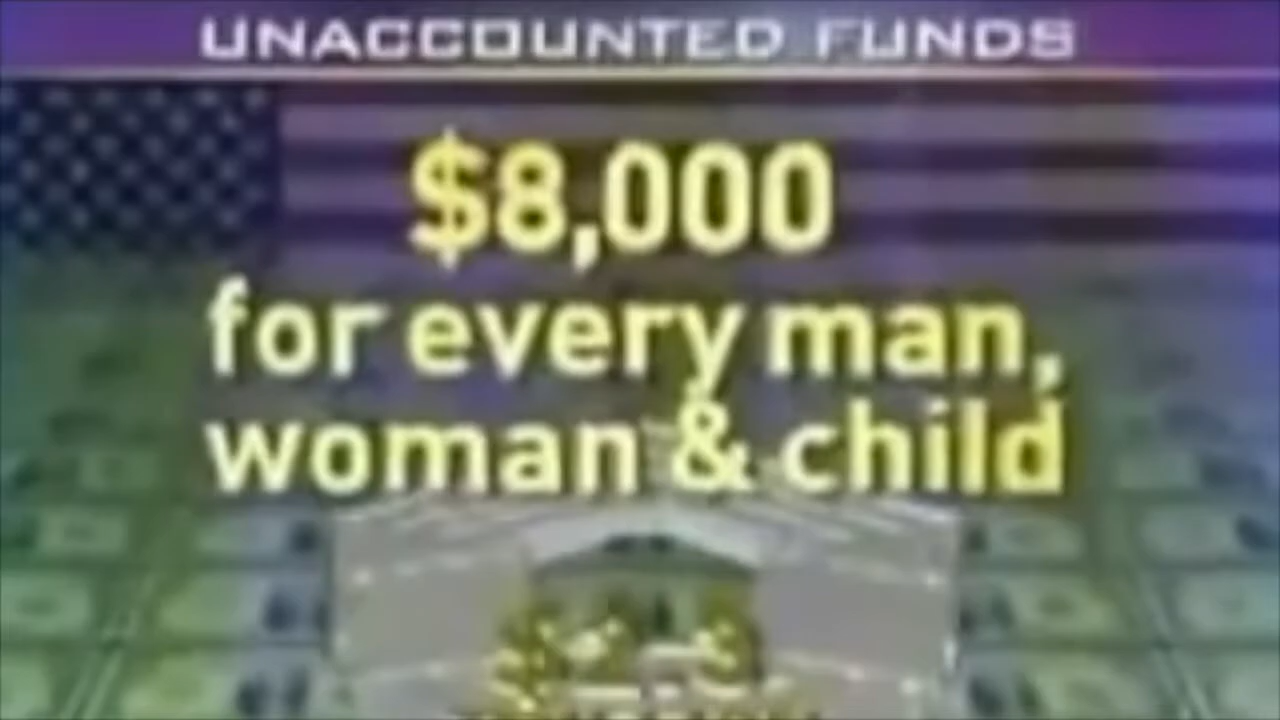 UNACCOUNTED FUNDS
$8,000
for every man,
woman & child